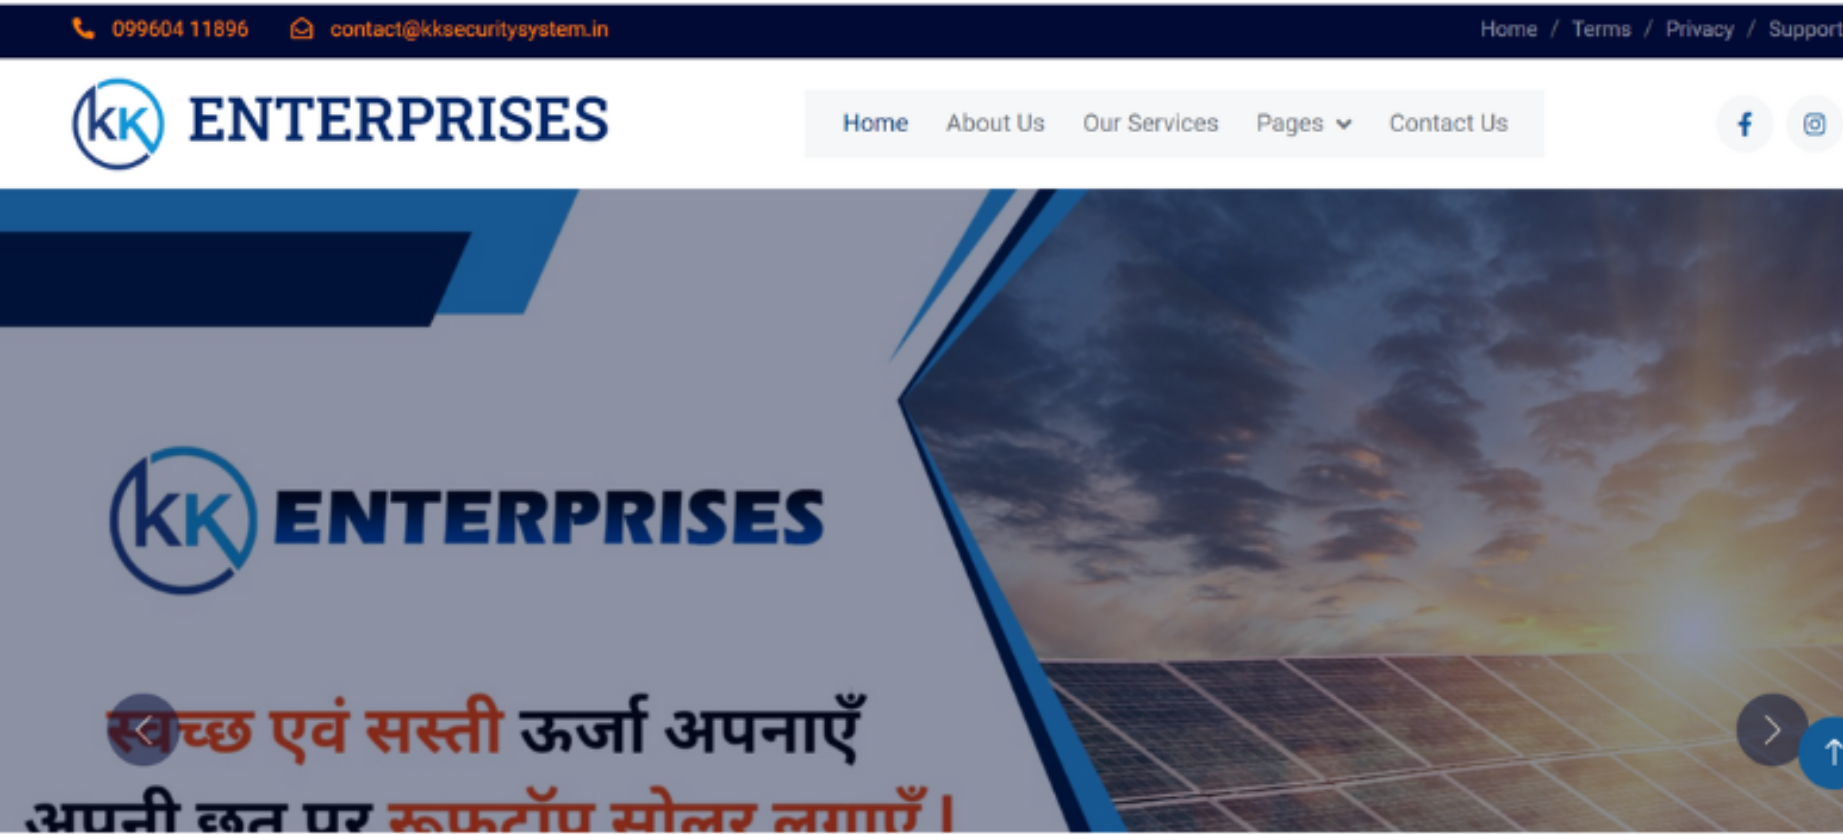 099604 11896 contact@kksecuritysystem.in Home / Terms / Privacy / Support
KK ENTERPRISES Home About Us Our Services Pages Contact Us
KK ENTERPRISES
स्वच्छ एवं सस्ती ऊर्जा अपनाएँ
अपनी छत पर रूफटॉप सोलर लगाएँ।